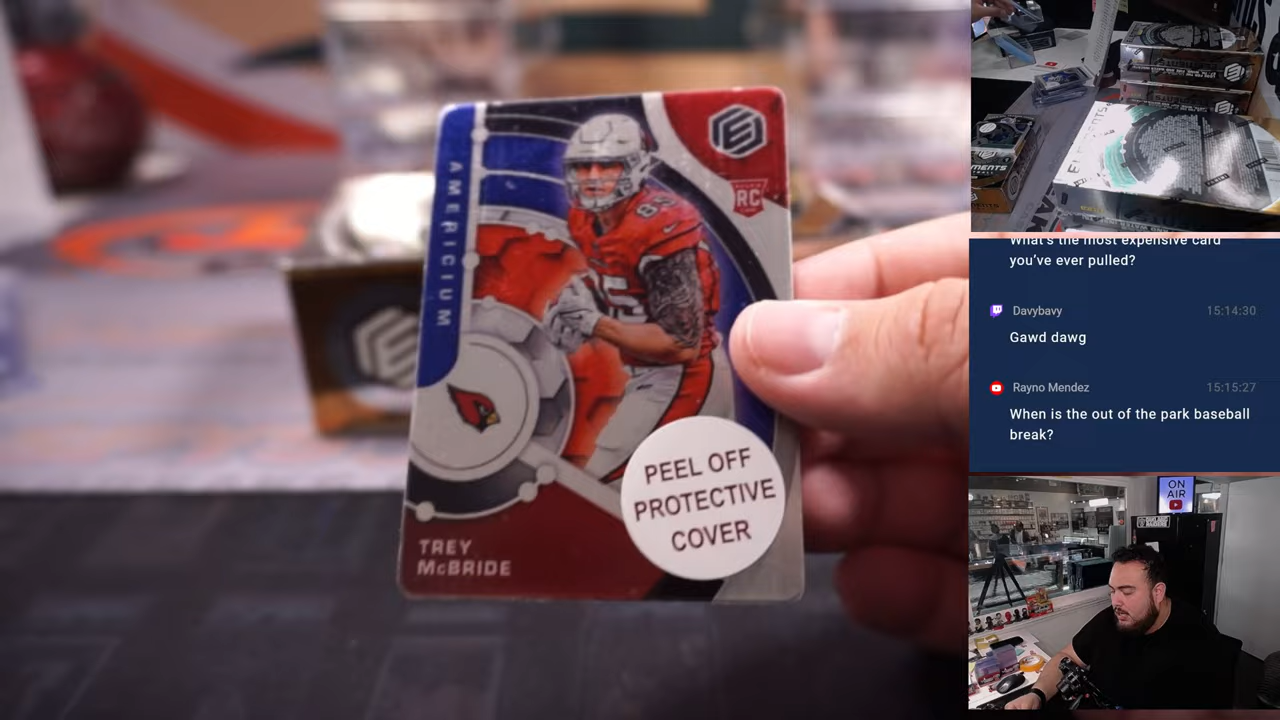 AMERICIUM
RC
85
PEEL OFF
PROTECTIVE
COVER
TREY
McBRIDE
What's the most expensive card
you've ever pulled?
Davybavy 15:14:30
Gawd dawg
Rayno Mendez 15:15:27
When is the out of the park baseball
break?
ON
AIR